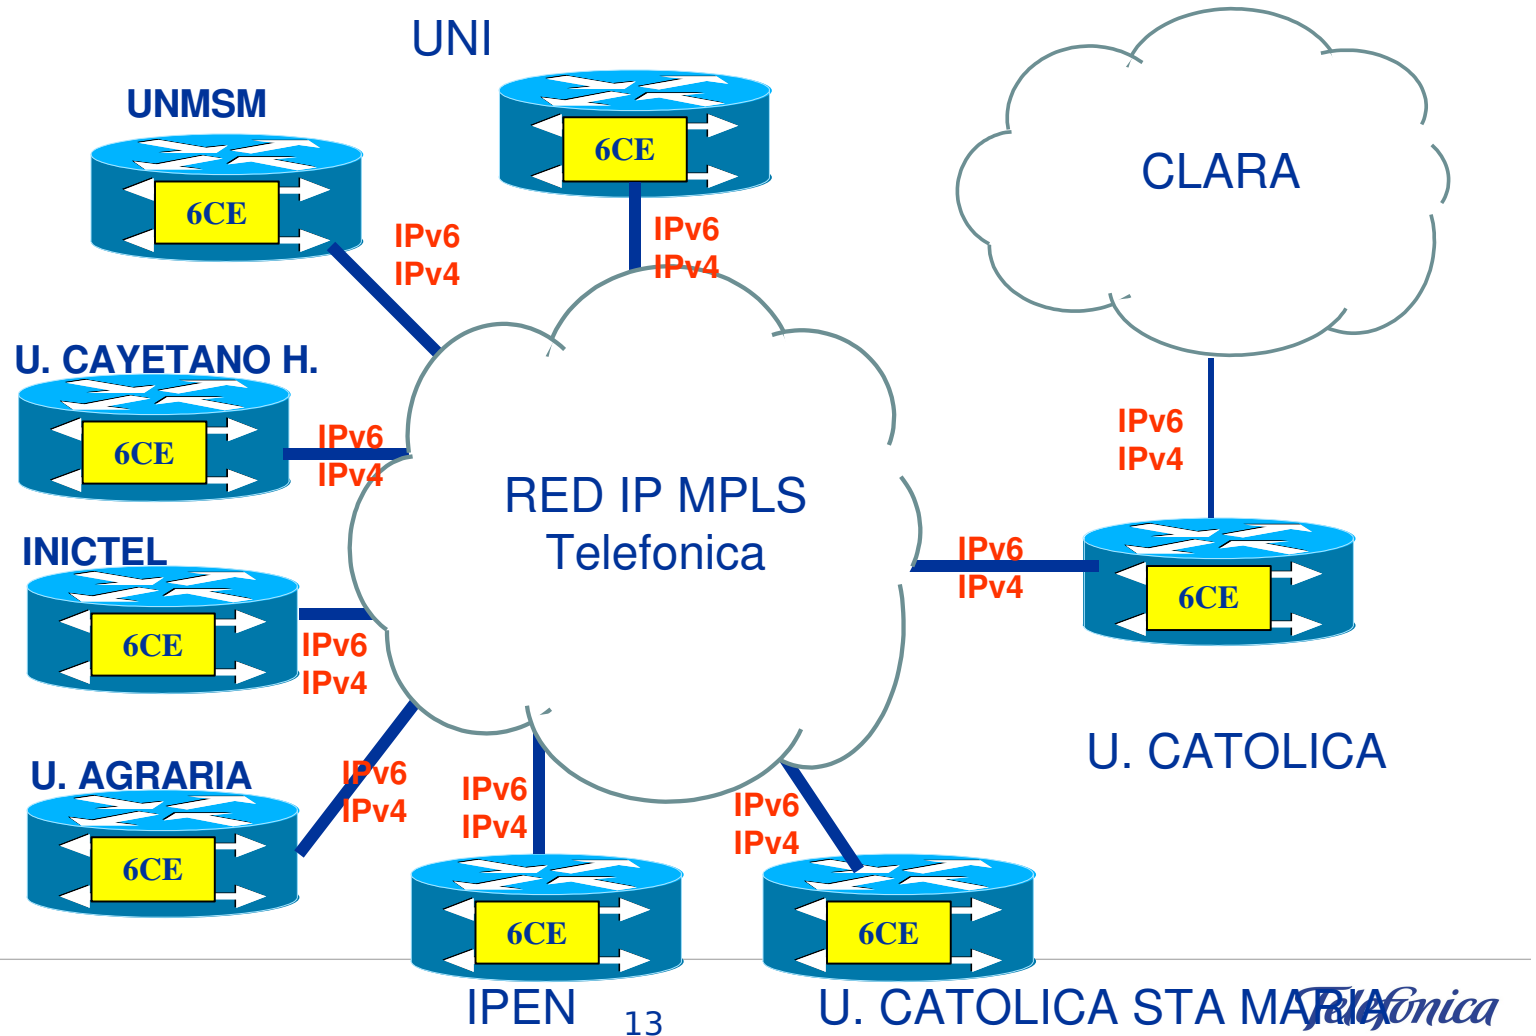 UNI
UNMSM
6CE
6CE
CLARA
IPv6
IPv4
IPv6
IPv4
U. CAYETANO H.
6CE
IPv6
IPv4
IPv6
IPv4
RED IP MPLS
Telefonica
INICTEL
6CE
IPv6
IPv4
IPv6
IPv4
6CE
U. CATOLICA
U. AGRARIA
6CE
IPv6
IPv4
IPv6
IPv4
IPv6
IPv4
6CE
6CE
IPEN
13
U. CATOLICA STA MARIA
Telefónica